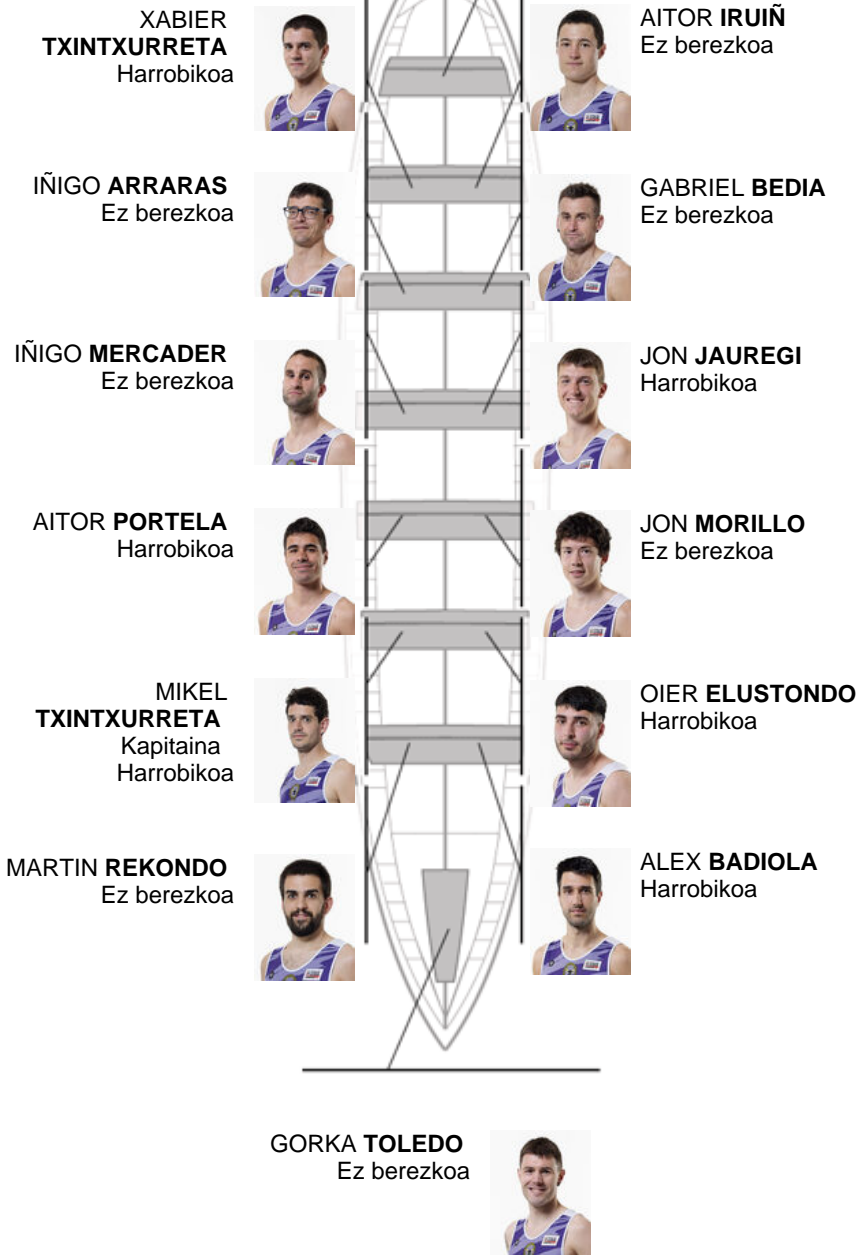 XABIER
TXINTXURRETA
Harrobikoa
AITOR IRUIÑ
Ez berezkoa
IÑIGO ARRARAS
Ez berezkoa
GABRIEL BEDIA
Ez berezkoa
IÑIGO MERCADER
Ez berezkoa
JON JAUREGI
Harrobikoa
AITOR PORTELA
Harrobikoa
JON MORILLO
Ez berezkoa
MIKEL
TXINTXURRETA
Kapitaina
Harrobikoa
OIER ELUSTONDO
Harrobikoa
MARTIN REKONDO
Ez berezkoa
ALEX BADIOLA
Harrobikoa
GORKA TOLEDO
Ez berezkoa